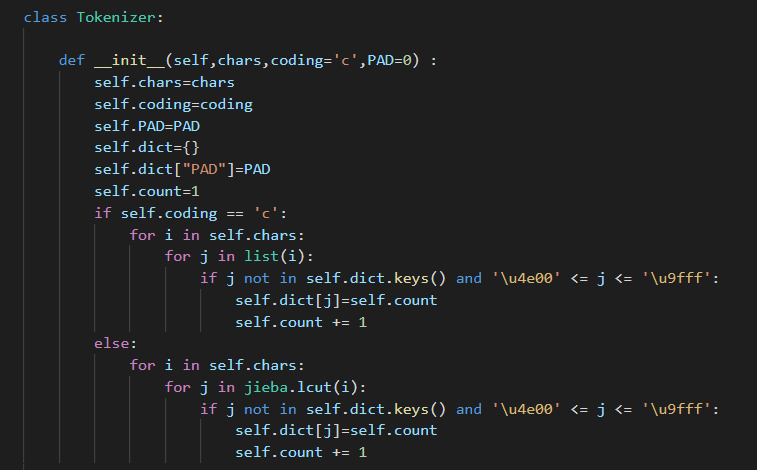 class Tokenizer:
    def __init__(self,chars,coding='c',PAD=0) :
        self.chars=chars
        self.coding=coding
        self.PAD=PAD
        self.dict={}
        self.dict["PAD"]=PAD
        self.count=1
        if self.coding == 'c':
            for i in self.chars:
                for j in list(i):
                    if j not in self.dict.keys() and '\u4e00' <= j <= '\u9fff':
                        self.dict[j]=self.count
                        self.count += 1
        else:
            for i in self.chars:
                for j in jieba.lcut(i):
                    if j not in self.dict.keys() and '\u4e00' <= j <= '\u9fff':
                        self.dict[j]=self.count
                        self.count += 1